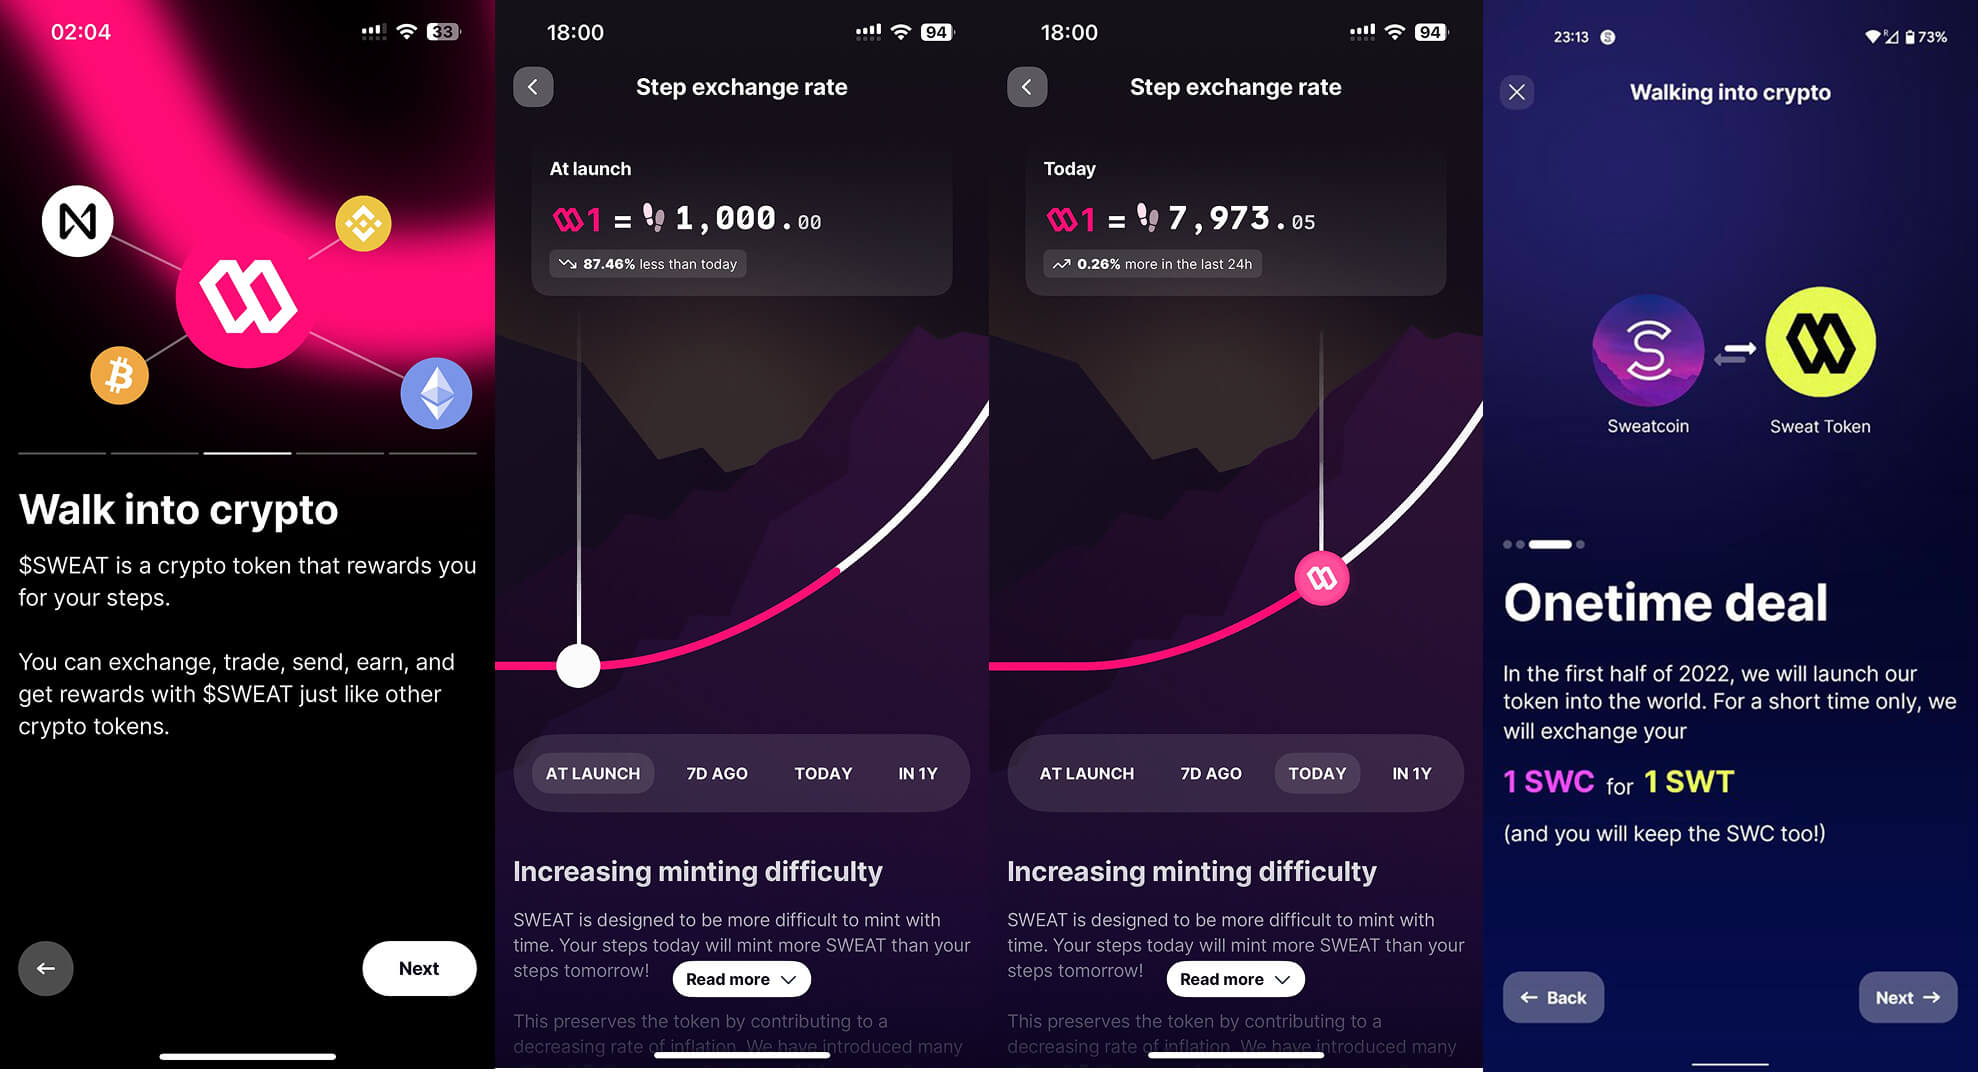 02:04
33
Walk into crypto
$SWEAT is a crypto token that rewards you
for your steps.
You can exchange, trade, send, earn, and
get rewards with $SWEAT just like other
crypto tokens.
Next
18:00
94
Step exchange rate
At launch
1 = 1,000.00
87.46% less than today
AT LAUNCH 7D AGO TODAY IN 1Y
Increasing minting difficulty
SWEAT is designed to be more difficult to mint with
time. Your steps today will mint more SWEAT than your
steps tomorrow!
Read more
This preserves the token by contributing to a
decreasing rate of inflation. We have introduced many
18:00
94
Step exchange rate
Today
1 = 7,973.05
0.26% more in the last 24h
AT LAUNCH 7D AGO TODAY IN 1Y
Increasing minting difficulty
SWEAT is designed to be more difficult to mint with
time. Your steps today will mint more SWEAT than your
steps tomorrow!
Read more
This preserves the token by contributing to a
decreasing rate of inflation. We have introduced many
23:13
R
73%
Walking into crypto
Sweatcoin
Sweat Token
Onetime deal
In the first half of 2022, we will launch our
token into the world. For a short time only, we
will exchange your
1 SWC for 1 SWT
(and you will keep the SWC too!)
Back
Next